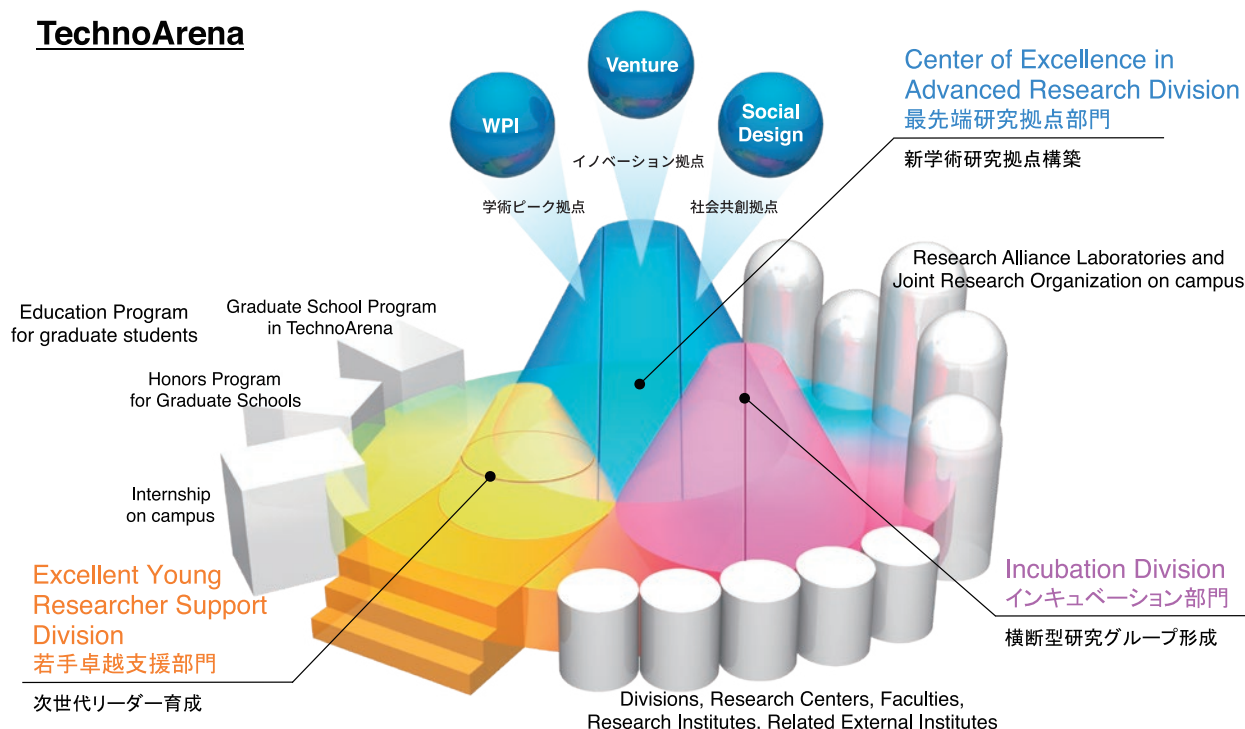 TechnoArena
WPI
Venture
Social
Design
学術ピーク拠点
イノベーション拠点
社会共創拠点
Center of Excellence in
Advanced Research Division
最先端研究拠点部門
新学術研究拠点構築
Research Alliance Laboratories and
Joint Research Organization on campus
Education Program
for graduate students
Graduate School Program
in TechnoArena
Honors Program
for Graduate Schools
Internship
on campus
Excellent Young
Researcher Support
Division
若手卓越支援部門
次世代リーダー育成
Incubation Division
インキュベーション部門
横断型研究グループ形成
Divisions, Research Centers, Faculties,
Research Institutes. Related External Institutes